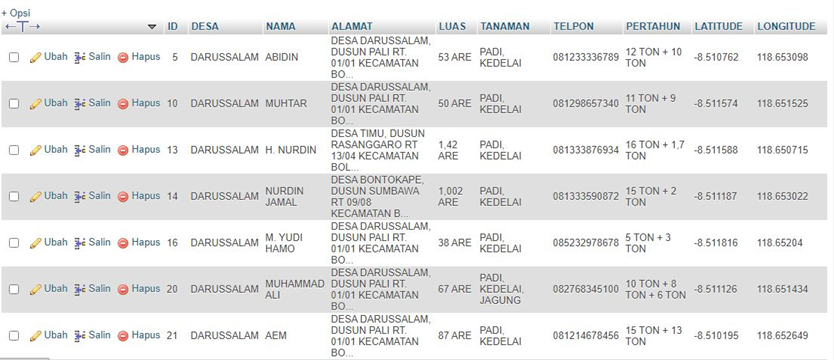 + Opsi
←T→ ID DESA NAMA ALAMAT LUAS TANAMAN TELPON PERTAHUN LATITUDE LONGITUDE
Ubah Salin Hapus 5 DARUSSALAM ABIDIN DESA DARUSSALAM, DUSUN PALI RT. 01/01 KECAMATAN BO... 53 ARE PADI, KEDELAI 081233336789 12 TON + 10 TON -8.510762 118.653098
Ubah Salin Hapus 10 DARUSSALAM MUHTAR DESA DARUSSALAM, DUSUN PALI RT. 01/01 KECAMATAN BO... 50 ARE PADI, KEDELAI 081298657340 11 TON + 9 TON -8.511574 118.651525
Ubah Salin Hapus 13 DARUSSALAM H. NURDIN DESA TIMU, DUSUN RASANGGARO RT 13/04 KECAMATAN BOL... 1,42 ARE PADI, KEDELAI 081333876934 16 TON + 1,7 TON -8.511588 118.650715
Ubah Salin Hapus 14 DARUSSALAM NURDIN JAMAL DESA BONTOKAPE, DUSUN SUMBAWA RT 09/08 KECAMATAN B... 1,002 ARE PADI, KEDELAI 081333590872 15 TON + 2 TON -8.511187 118.653022
Ubah Salin Hapus 16 DARUSSALAM M. YUDI HAMO DESA DARUSSALAM, DUSUN PALI RT. 01/01 KECAMATAN BO... 38 ARE PADI, KEDELAI 085232978678 5 TON + 3 TON -8.511816 118.65204
Ubah Salin Hapus 20 DARUSSALAM MUHAMMAD ALI DESA DARUSSALAM, DUSUN PALI RT. 01/01 KECAMATAN BO... 67 ARE PADI, KEDELAI, JAGUNG 082768345100 10 TON + 8 TON + 6 TON -8.511126 118.651434
Ubah Salin Hapus 21 DARUSSALAM AEM DESA DARUSSALAM, DUSUN PALI RT. 01/01 KECAMATAN BO... 87 ARE PADI, KEDELAI 081214678456 15 TON + 13 TON -8.510195 118.652649